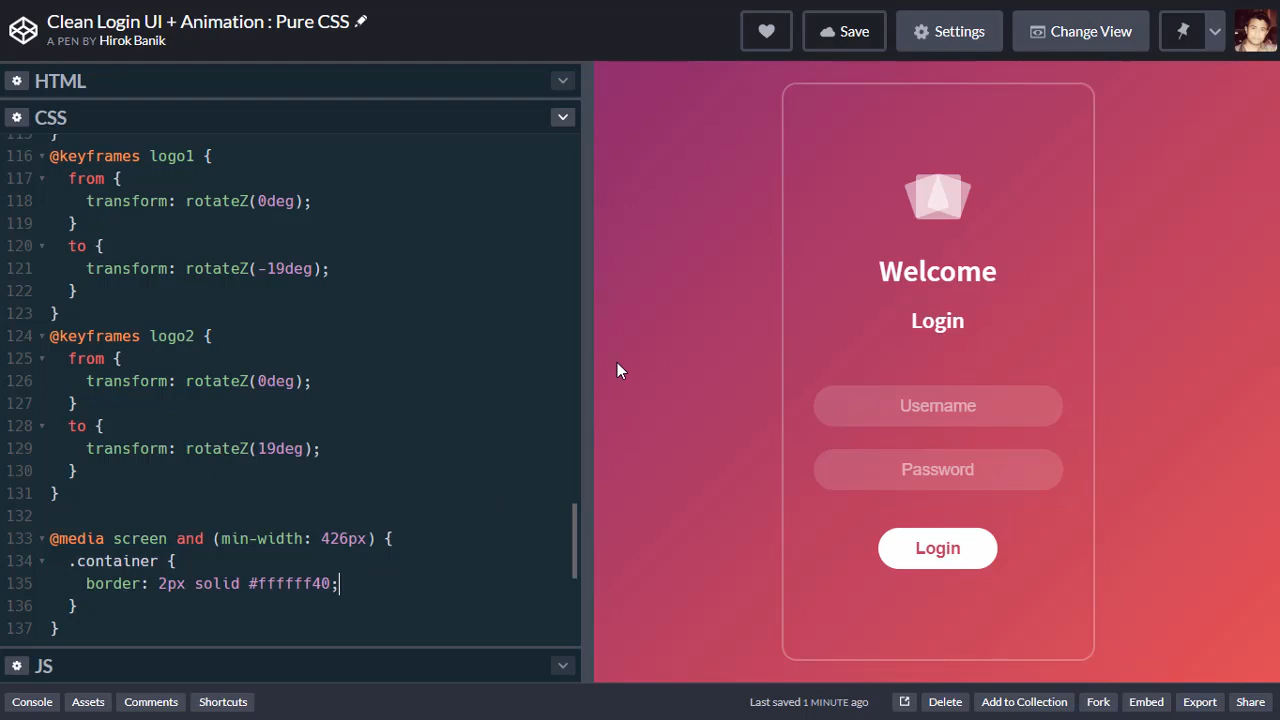 Clean Login UI + Animation : Pure CSS
A PEN BY Hirok Banik
Save
Settings
Change View
HTML
CSS
115 }
116 @keyframes logo1 {
117 from {
118 transform: rotateZ(0deg);
119 }
120 to {
121 transform: rotateZ(-19deg);
122 }
123 }
124 @keyframes logo2 {
125 from {
126 transform: rotateZ(0deg);
127 }
128 to {
129 transform: rotateZ(19deg);
130 }
131 }
132
133 @media screen and (min-width: 426px) {
134 .container {
135 border: 2px solid #ffffff40;
136 }
137 }
JS
Welcome
Login
Username
Password
Login
Console
Assets
Comments
Shortcuts
Last saved 1 MINUTE ago
Delete
Add to Collection
Fork
Embed
Export
Share